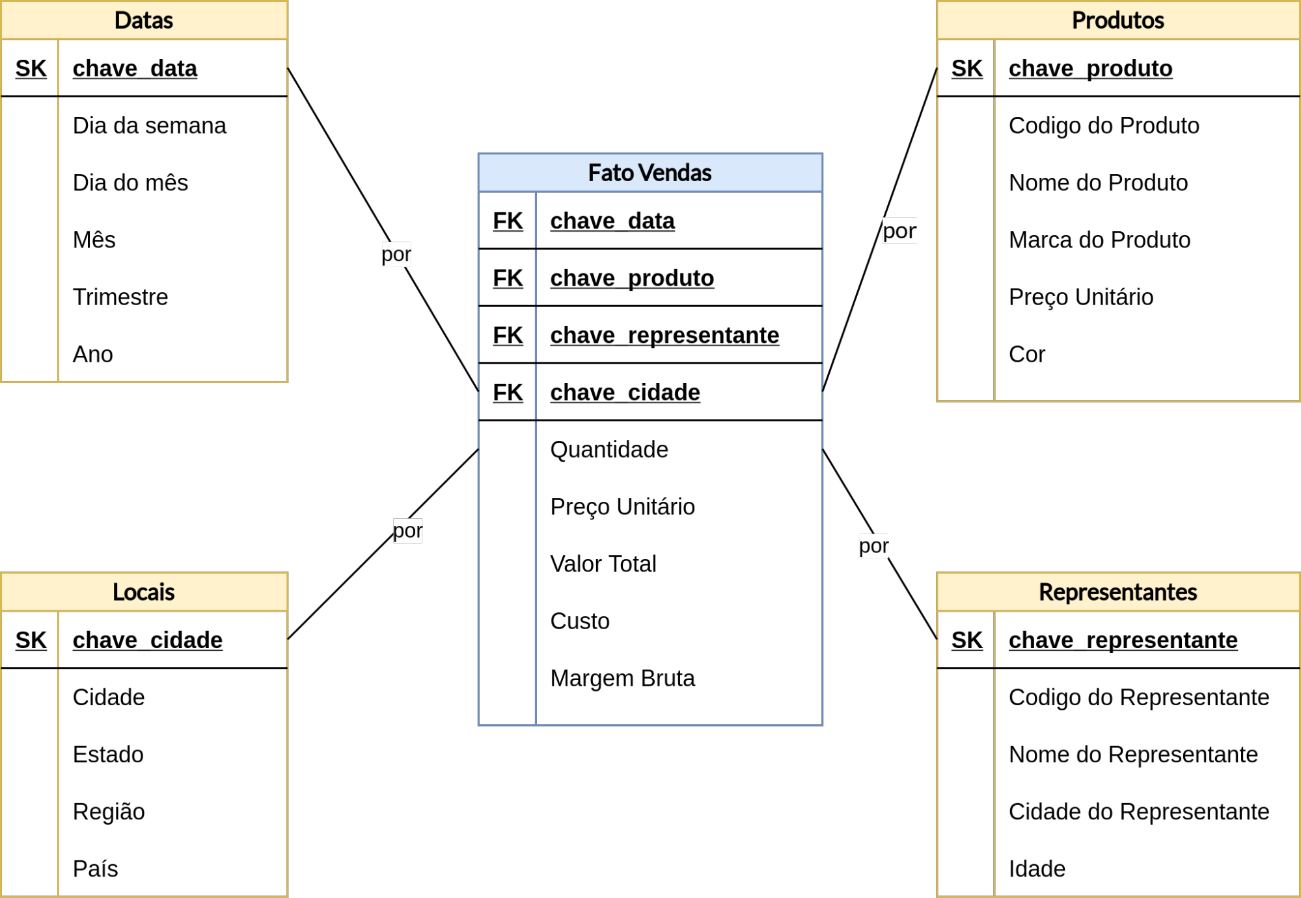 Datas
SK chave_data
Dia da semana
Dia do mês
Mês
Trimestre
Ano
Produtos
SK chave_produto
Codigo do Produto
Nome do Produto
Marca do Produto
Preço Unitário
Cor
Fato Vendas
FK chave_data
FK chave_produto
FK chave_representante
FK chave_cidade
Quantidade
Preço Unitário
Valor Total
Custo
Margem Bruta
por
por
por
por
Locais
SK chave_cidade
Cidade
Estado
Região
País
Representantes
SK chave_representante
Codigo do Representante
Nome do Representante
Cidade do Representante
Idade